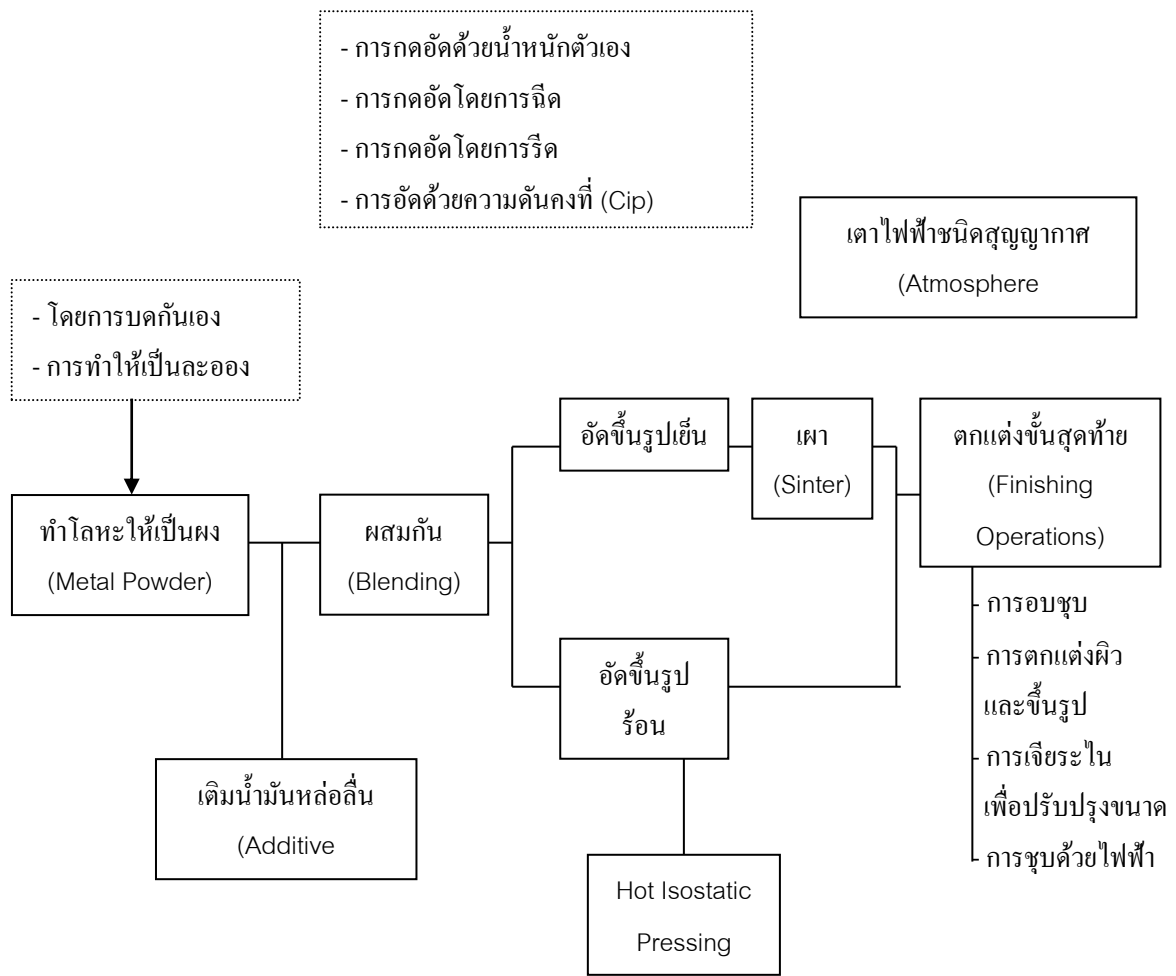 - การกดอัดด้วยน้ำหนักตัวเอง
- การกดอัดโดยการฉีด
- การกดอัดโดยการรีด
- การอัดด้วยความดันคงที่ (Cip)
เตาไฟฟ้าชนิดสุญญากาศ
(Atmosphere
- โดยการบดกันเอง
- การทำให้เป็นละออง
ทำโลหะให้เป็นผง
(Metal Powder)
เติมน้ำมันหล่อลื่น
(Additive
ผสมกัน
(Blending)
อัดขึ้นรูปเย็น
เผา
(Sinter)
อัดขึ้นรูป
ร้อน
Hot Isostatic
Pressing
ตกแต่งขั้นสุดท้าย
(Finishing
Operations)
- การอบชุบ
- การตกแต่งผิว
และขึ้นรูป
- การเจียระไน
เพื่อปรับปรุงขนาด
- การชุบด้วยไฟฟ้า